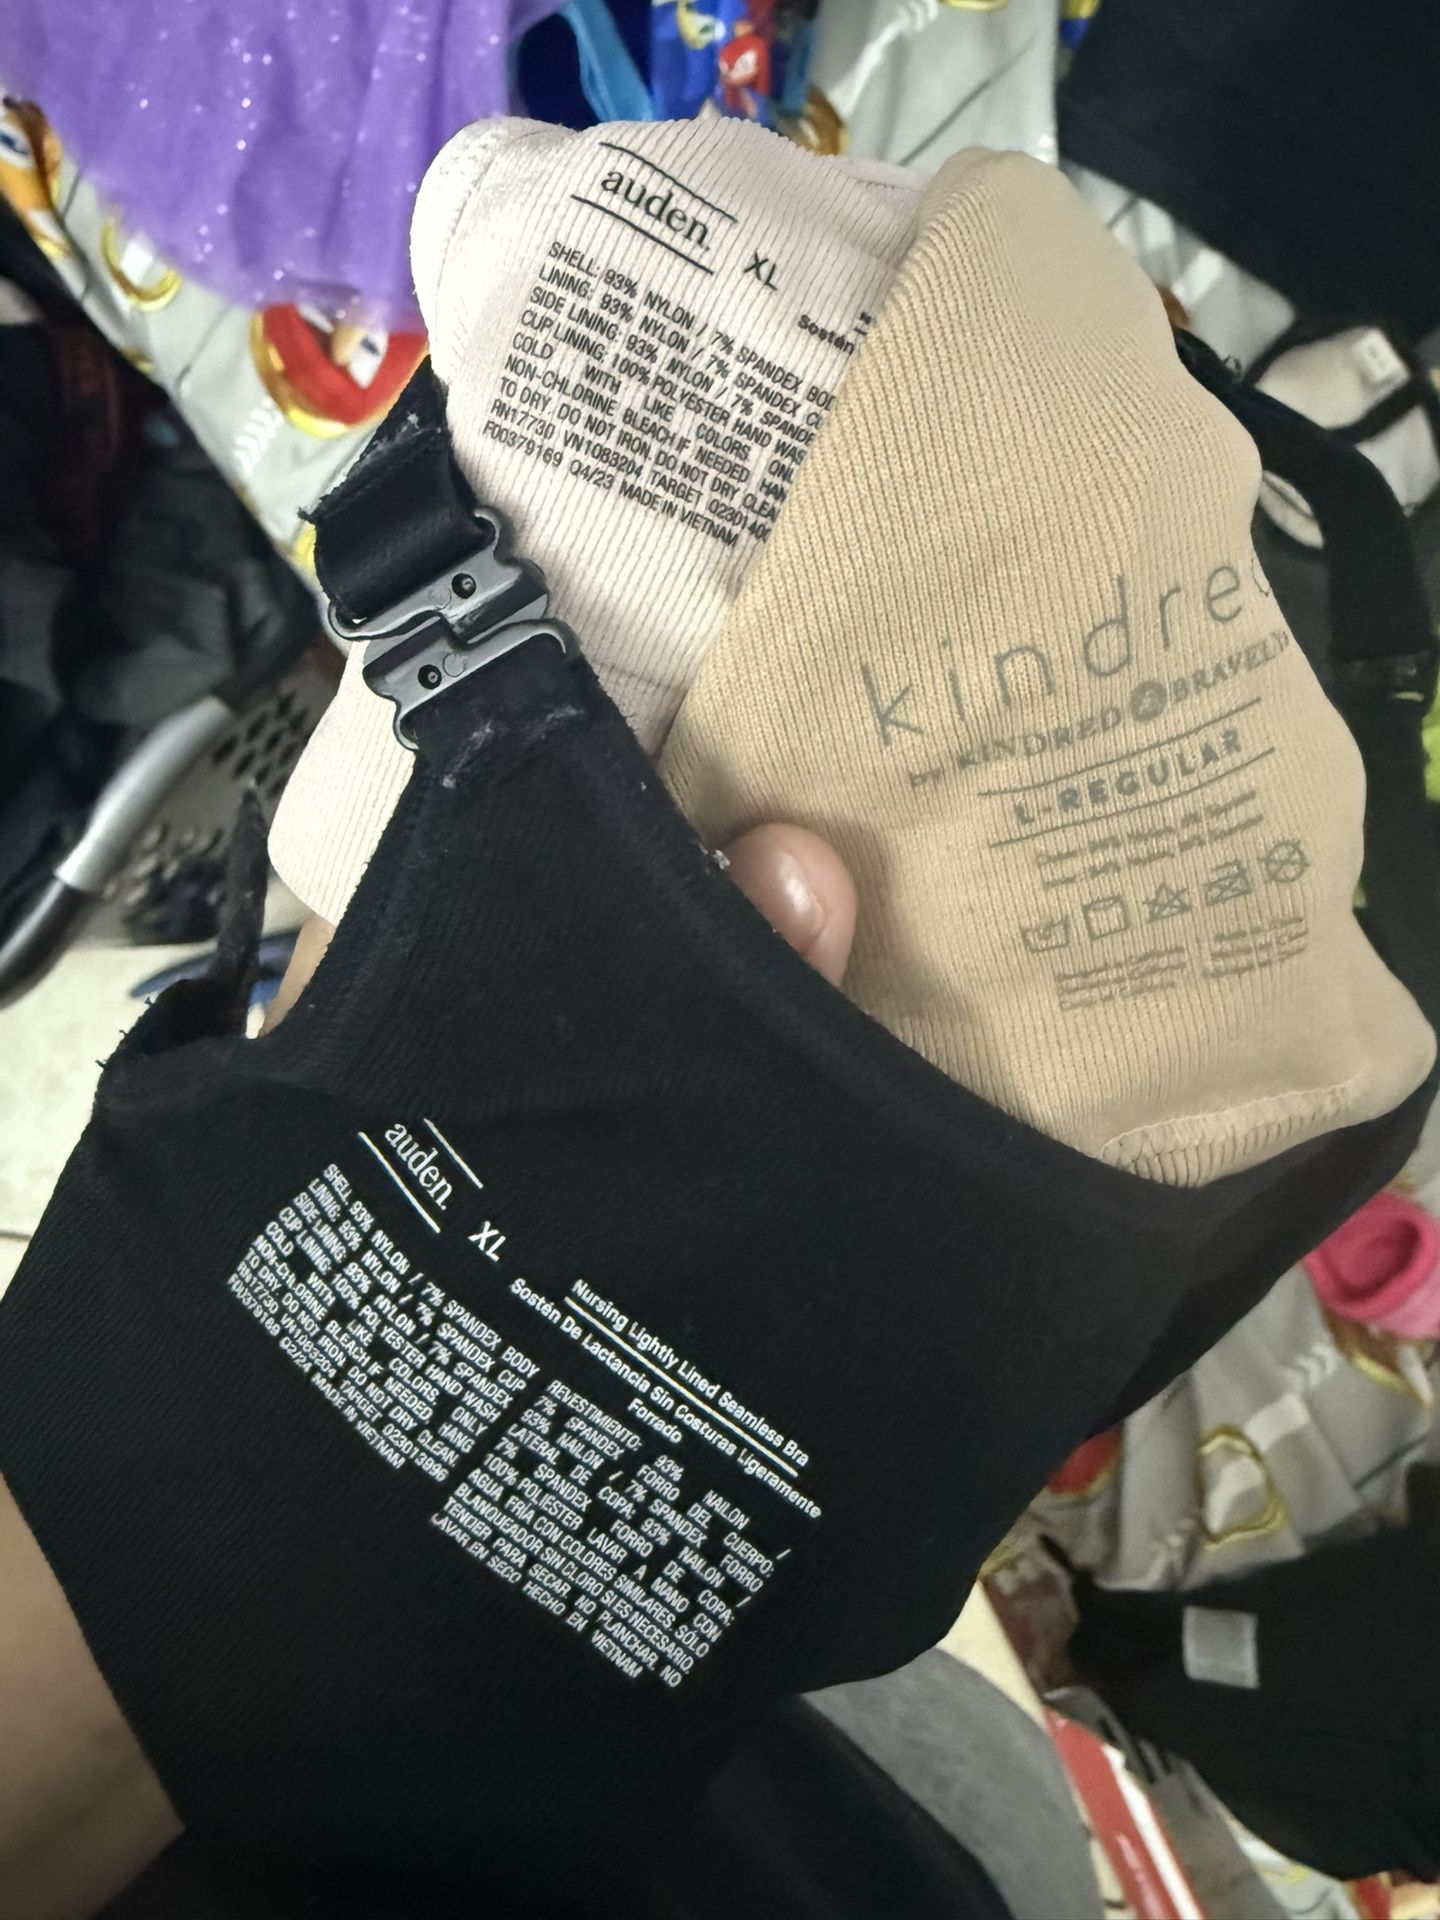 auden.
XL
Sostén
SHELL: 93% NYLON / 7% SPANDEX BOD
LINING: 93% NYLON / 7% SPANDEX CU
SIDE LINING: 93% NYLON / 7% SPANDE
CUP LINING: 100% POLYESTER HAND WAS
COLD WITH LIKE COLORS. ONL
NON-CHLORINE BLEACH IF NEEDED HAN
TO DRY. DO NOT IRON. DO NOT DRY CLEA
RN17730 VN1083204 TARGET 02301400
F00379169 Q4/23 MADE IN VIETNAM
kindred
by KINDRED & BRAVELY
L-REGULAR
auden.
XL
Nursing Lightly Lined Seamless Bra
Sostén De Lactancia Sin Costuras Ligeramente
Forrado
SHELL: 93% NYLON / 7% SPANDEX BODY
LINING: 93% NYLON / 7% SPANDEX CUP
SIDE LINING: 93% NYLON / 7% SPANDEX
CUP LINING: 100% POLYESTER HAND WASH
COLD WITH LIKE COLORS. ONLY
NON-CHLORINE BLEACH IF NEEDED. HANG
TO DRY. DO NOT IRON. DO NOT DRY CLEAN
RN17730 VN1083204 TARGET 023013996
F00379169 Q2/24 MADE IN VIETNAM
REVESTIMIENTO: 93% NAILON /
7% SPANDEX FORRO DEL CUERPO:
93% NAILON / 7% SPANDEX FORRO
LATERAL DE COPA: 93% NAILON /
7% SPANDEX FORRO DE COPA:
100% POLIÉSTER LAVAR A MANO CON
AGUA FRÍA CON COLORES SIMILARES. SÓLO
BLANQUEADOR SIN CLORO SI ES NECESARIO.
TENDER PARA SECAR. NO PLANCHAR. NO
LAVAR EN SECO HECHO EN VIETNAM